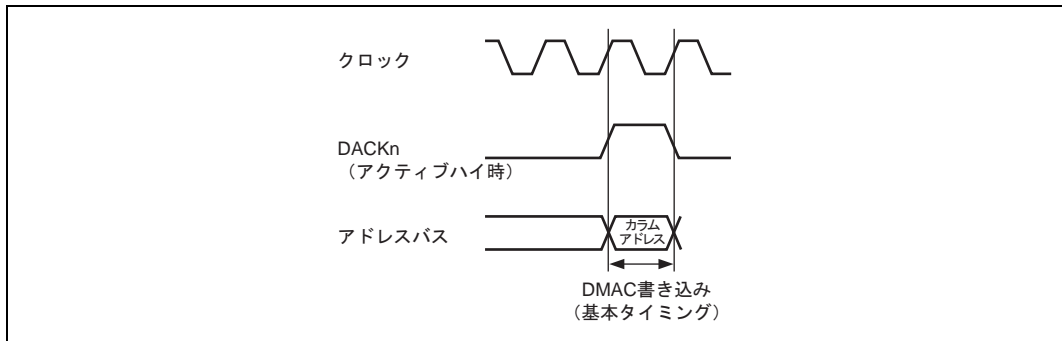 クロック
DACKn
（アクティブハイ時）
アドレスバス
カラム
アドレス
DMAC書き込み
（基本タイミング）